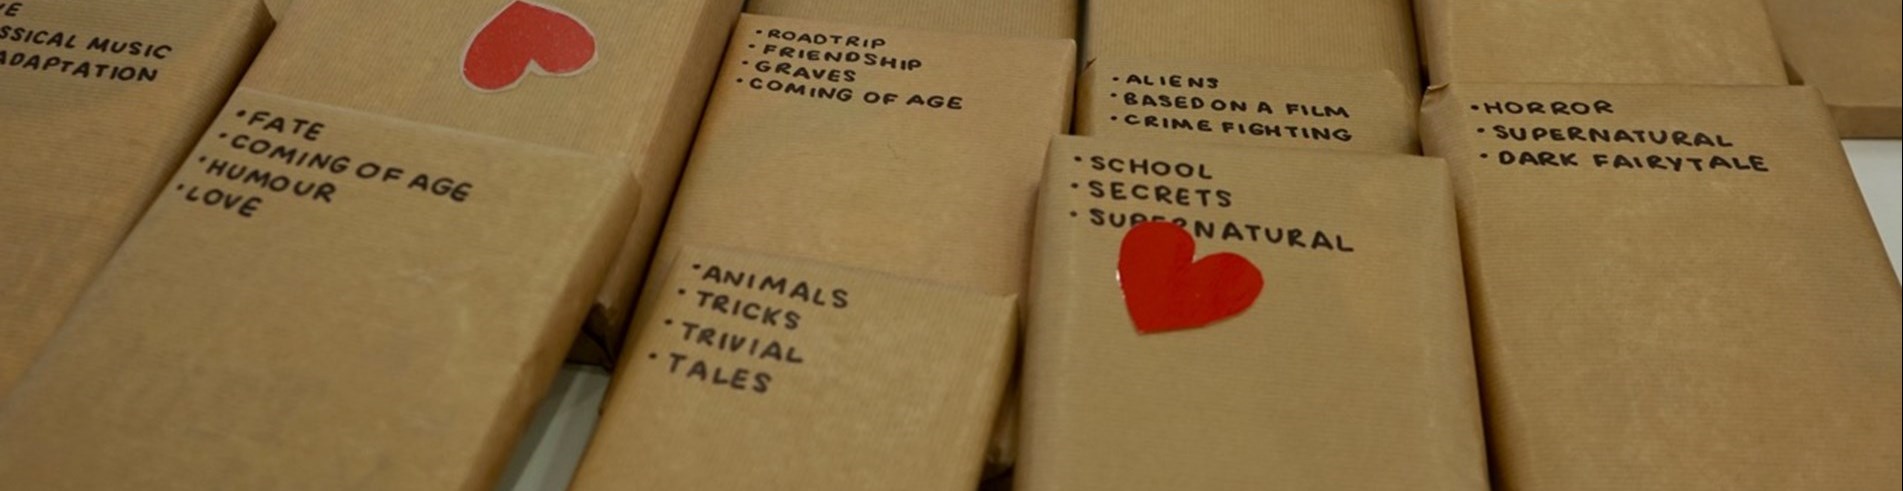 SSICAL MUSIC
ADAPTATION
• FATE
• COMING OF AGE
• HUMOUR
• LOVE
• ROADTRIP
• FRIENDSHIP
• GRAVES
• COMING OF AGE
• ANIMALS
• TRICKS
• TRIVIAL
• TALES
• ALIENS
• BASED ON A FILM
• CRIME FIGHTING
• SCHOOL
• SECRETS
• SUPERNATURAL
• HORROR
• SUPERNATURAL
• DARK FAIRYTALE